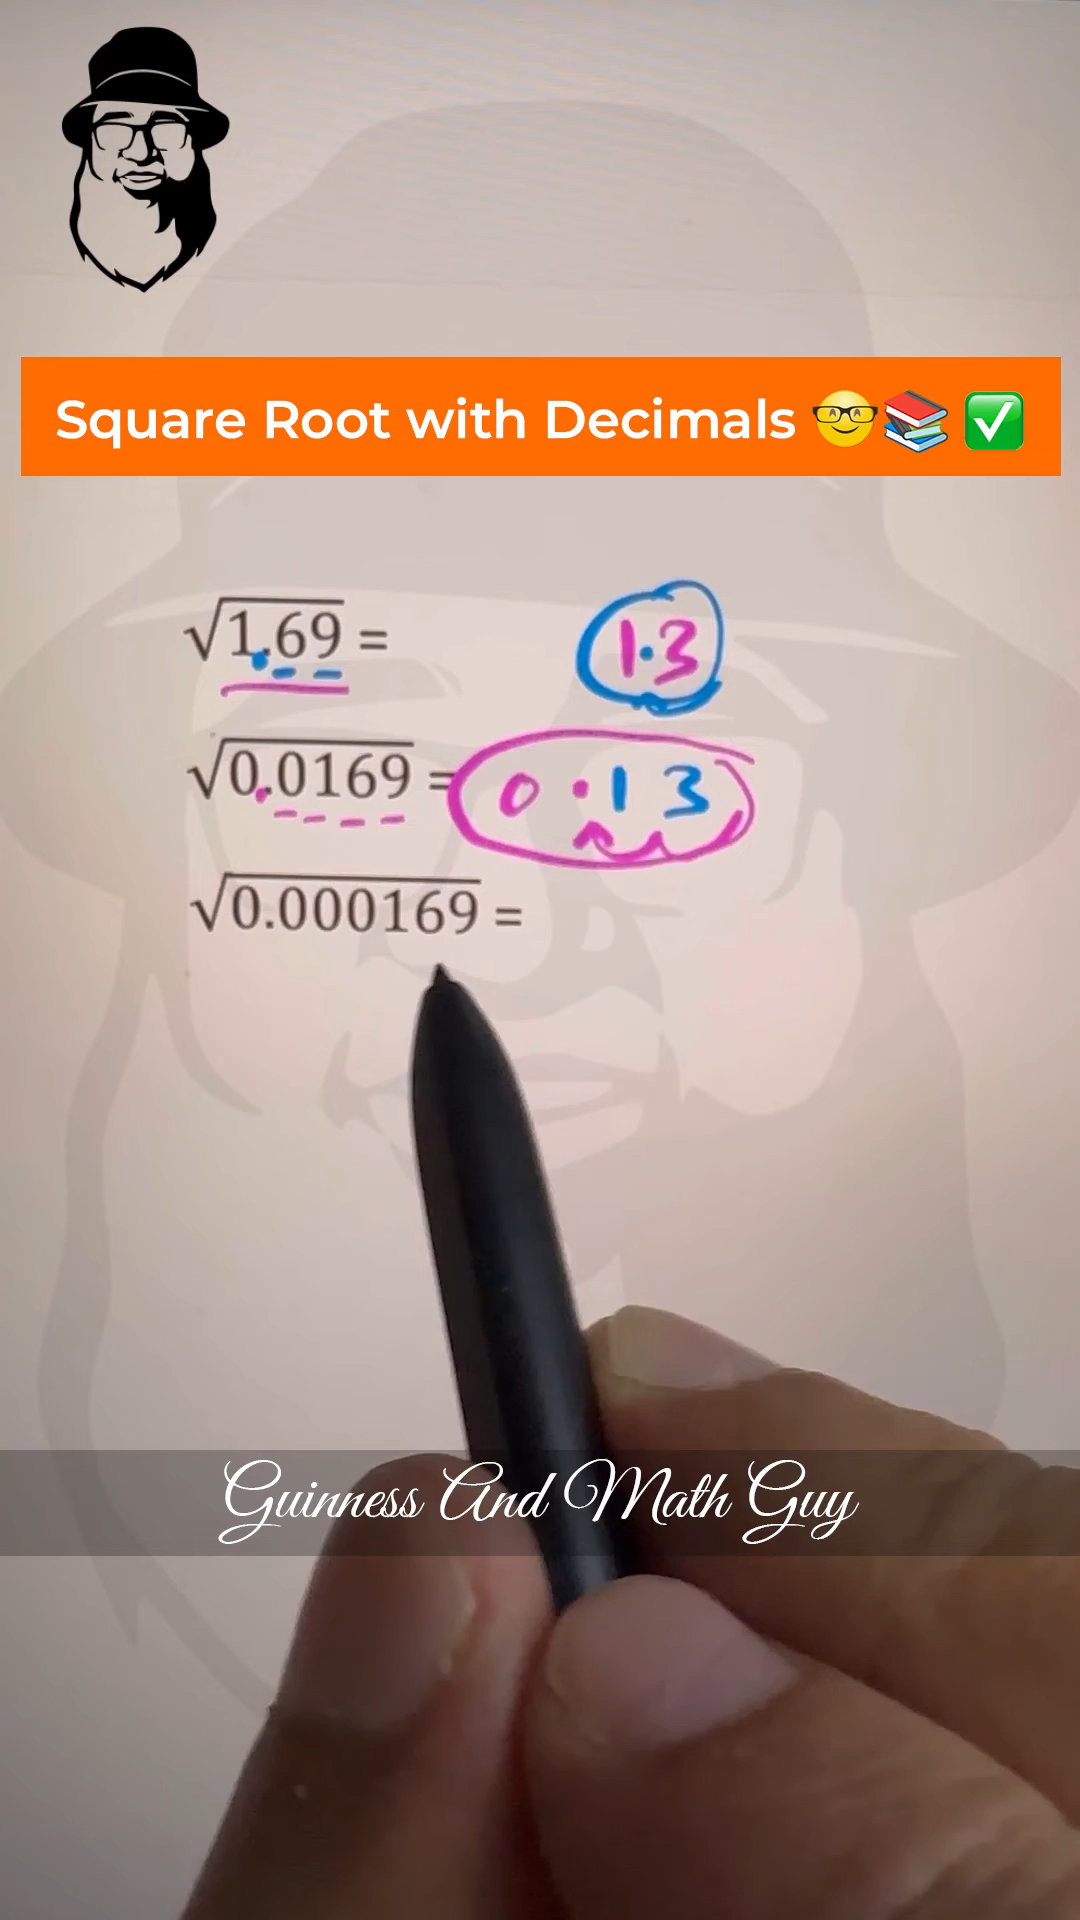 Square Root with Decimals 🤓📚 ✅
√1.69 = 1.3
√0.0169 = 0.13
√0.000169 =
Guinness And Math Guy